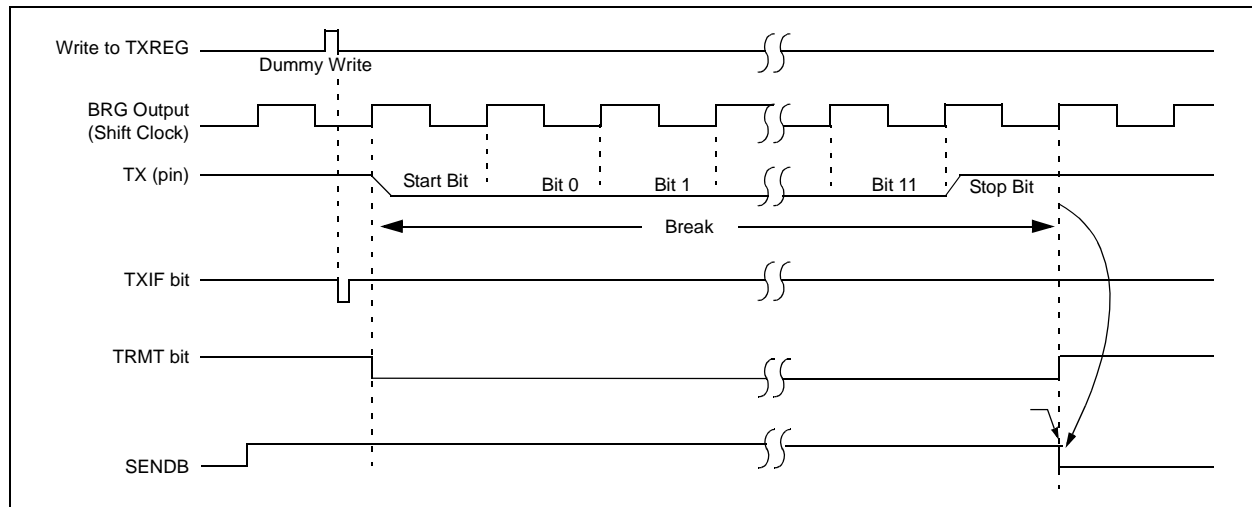 Write to TXREG
Dummy Write
BRG Output
(Shift Clock)
TX (pin)
Start Bit
Bit 0
Bit 1
Bit 11
Stop Bit
Break
TXIF bit
TRMT bit
SENDB